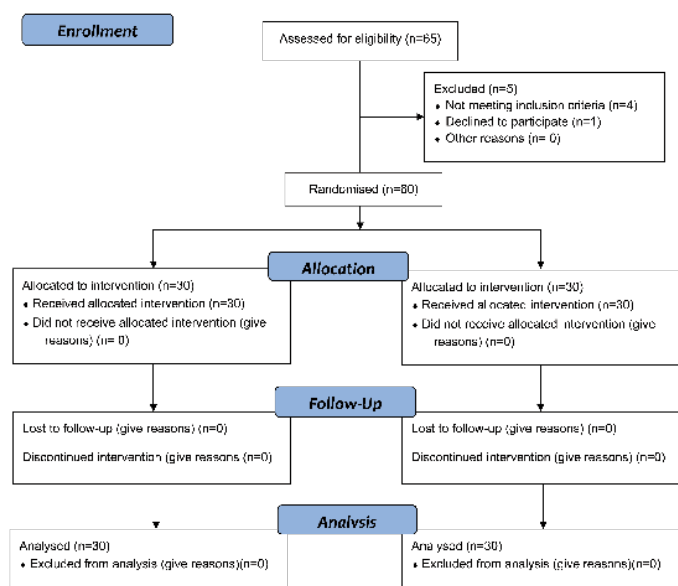 Enrollment
Assessed for eligibility (n=65)
Excluded (n=5)
♦ Not meeting inclusion criteria (n=4)
♦ Declined to participate (n=1)
♦ Other reasons (n= 0)
Randomised (n=60)
Allocation
Allocated to intervention (n=30)
♦ Received allocated intervention (n=30)
♦ Did not receive allocated intervention (give
reasons) (n= 0)
Allocated to intervention (n=30)
♦ Received allocated intervention (n=30)
♦ Did not receive allocated intervention (give
reasons) (n=0)
Follow-Up
Lost to follow-up (give reasons) (n=0)
Discontinued intervention (give reasons (n=0)
Lost to follow-up (give reasons) (n=0)
Discontinued intervention (give reasons) (n=0)
Analysis
Analysed (n=30)
♦ Excluded from analysis (give reasons)(n=0)
Analysed (n=30)
♦ Excluded from analysis (give reasons)(n=0)